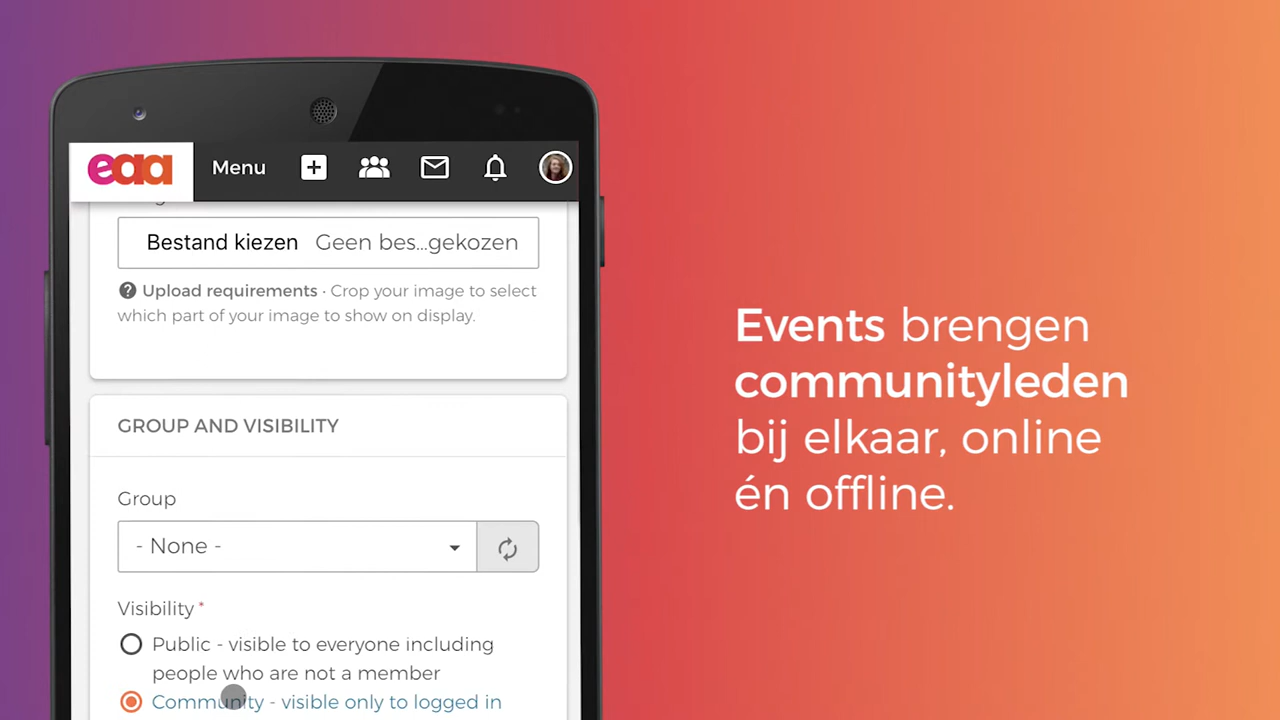 eaa Menu
Bestand kiezen Geen bes...gekozen
Upload requirements · Crop your image to select
which part of your image to show on display.
GROUP AND VISIBILITY
Group
- None -
Visibility *
Public - visible to everyone including
people who are not a member
Community - visible only to logged in
Events brengen
communityleden
bij elkaar, online
én offline.